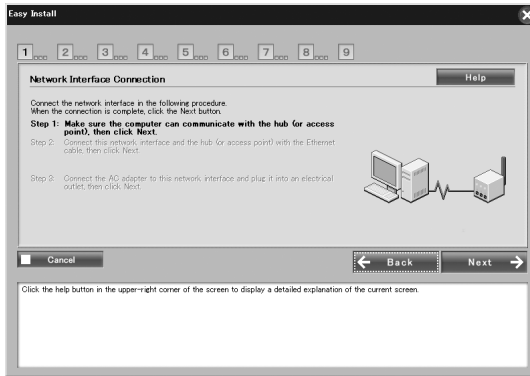 Easy Install
1 2 3 4 5 6 7 8 9
Network Interface Connection
Help
Connect the network interface in the following procedure.
When the connection is complete, click the Next button.
Step 1: Make sure the computer can communicate with the hub (or access
point), then click Next.
Step 2: Connect this network interface and the hub (or access point) with the Ethernet
cable, then click Next.
Step 3: Connect the AC adapter to this network interface and plug it into an electrical
outlet, then click Next.
Cancel
Back
Next
Click the help button in the upper-right corner of the screen to display a detailed explanation of the current screen.